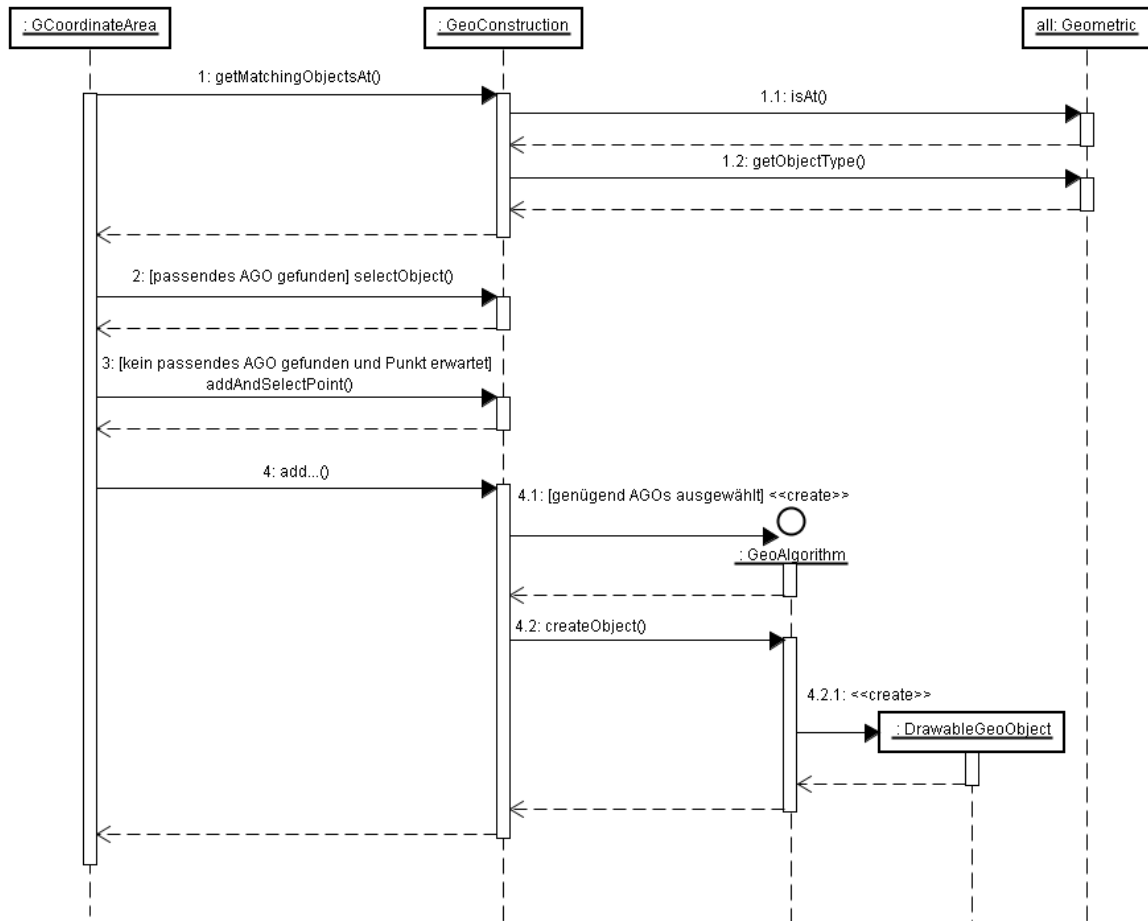 : GCoordinateArea
: GeoConstruction
all: Geometric
1: getMatchingObjectsAt()
1.1: isAt()
1.2: getObjectType()
2: [passendes AGO gefunden] selectObject()
3: [kein passendes AGO gefunden und Punkt erwartet]
addAndSelectPoint()
4: add...()
4.1: [genügend AGOs ausgewählt] <<create>>
: GeoAlgorithm
4.2: createObject()
4.2.1: <<create>>
: DrawableGeoObject